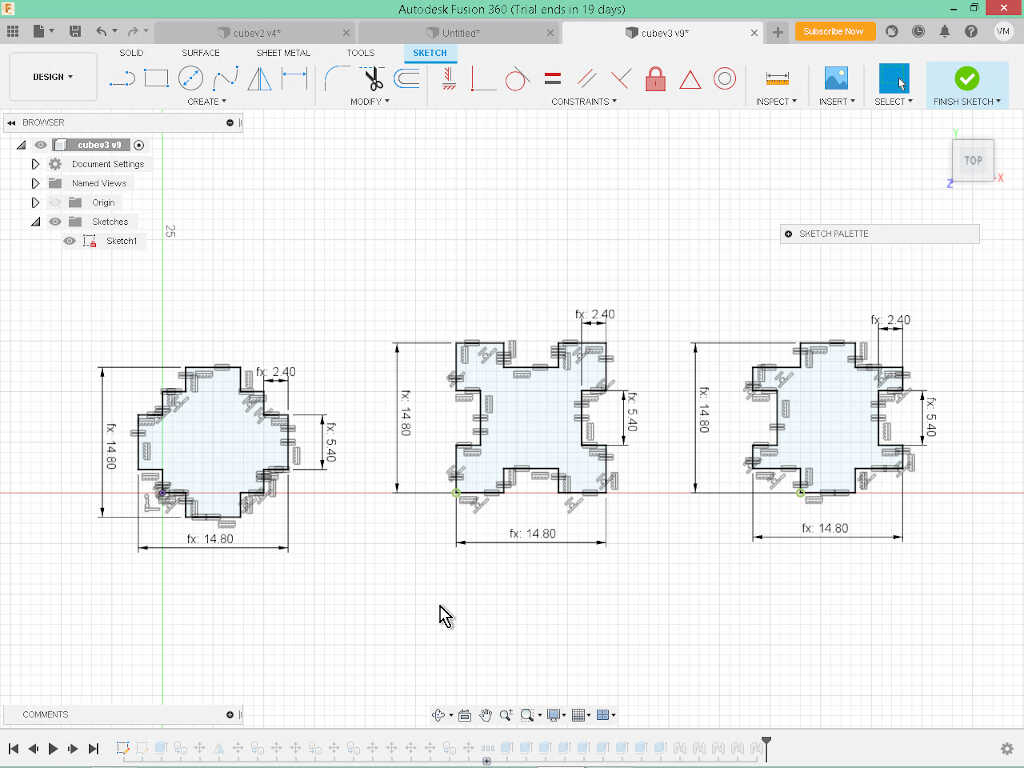 Autodesk Fusion 360 (Trial ends in 19 days)
cubev2 v4*
Untitled*
cubev3 v9*
Subscribe Now
VM
SOLID
SURFACE
SHEET METAL
TOOLS
SKETCH
DESIGN
CREATE
MODIFY
CONSTRAINTS
INSPECT
INSERT
SELECT
FINISH SKETCH
BROWSER
cubev3 v9
Document Settings
Named Views
Origin
Sketches
Sketch1
25
Y
TOP
X
Z
SKETCH PALETTE
fx: 2.40
fx: 14.80
fx: 5.40
fx: 14.80
fx: 2.40
fx: 14.80
fx: 5.40
fx: 14.80
fx: 2.40
fx: 14.80
fx: 5.40
fx: 14.80
COMMENTS